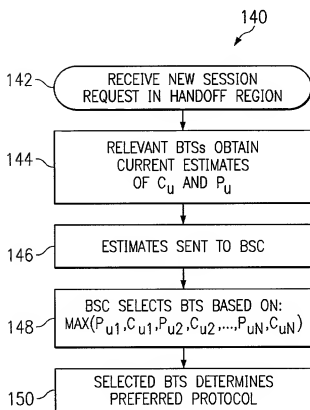 140
142
RECEIVE NEW SESSION
REQUEST IN HANDOFF REGION
144
RELEVANT BTSs OBTAIN
CURRENT ESTIMATES
OF Cu AND Pu
146
ESTIMATES SENT TO BSC
148
BSC SELECTS BTS BASED ON:
MAX(Pu1,Cu1,Pu2,Cu2,...,PuN,CuN)
150
SELECTED BTS DETERMINES
PREFERRED PROTOCOL